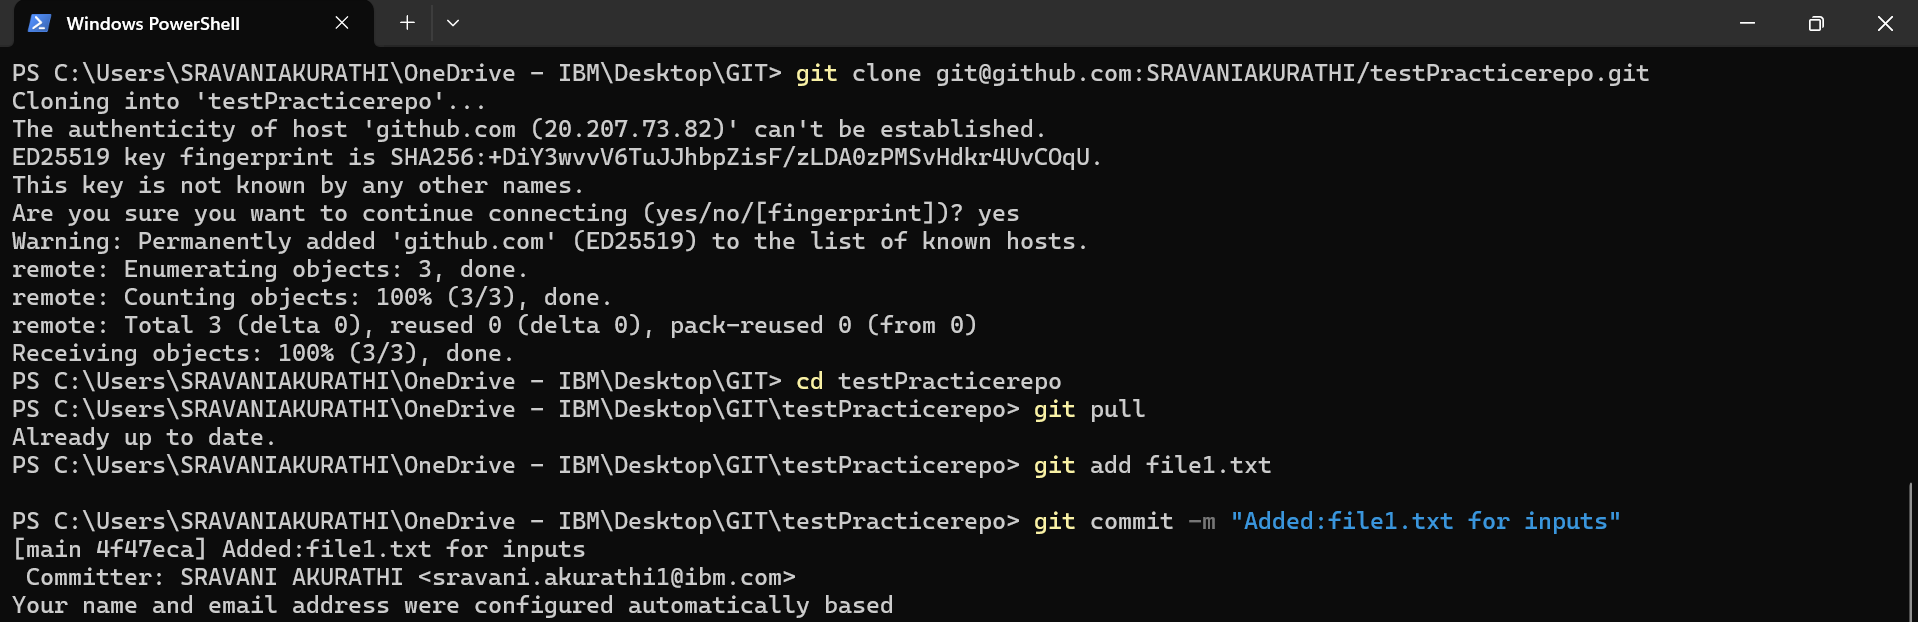 Windows PowerShell
PS C:\Users\SRAVANIAKURATHI\OneDrive - IBM\Desktop\GIT> git clone git@github.com:SRAVANIAKURATHI/testPracticerepo.git
Cloning into 'testPracticerepo'...
The authenticity of host 'github.com (20.207.73.82)' can't be established.
ED25519 key fingerprint is SHA256:+DiY3wvvV6TuJJhbpZisF/zLDA0zPMSvHdkr4UvCOqU.
This key is not known by any other names.
Are you sure you want to continue connecting (yes/no/[fingerprint])? yes
Warning: Permanently added 'github.com' (ED25519) to the list of known hosts.
remote: Enumerating objects: 3, done.
remote: Counting objects: 100% (3/3), done.
remote: Total 3 (delta 0), reused 0 (delta 0), pack-reused 0 (from 0)
Receiving objects: 100% (3/3), done.
PS C:\Users\SRAVANIAKURATHI\OneDrive - IBM\Desktop\GIT> cd testPracticerepo
PS C:\Users\SRAVANIAKURATHI\OneDrive - IBM\Desktop\GIT\testPracticerepo> git pull
Already up to date.
PS C:\Users\SRAVANIAKURATHI\OneDrive - IBM\Desktop\GIT\testPracticerepo> git add file1.txt
PS C:\Users\SRAVANIAKURATHI\OneDrive - IBM\Desktop\GIT\testPracticerepo> git commit -m "Added:file1.txt for inputs"
[main 4f47eca] Added:file1.txt for inputs
 Committer: SRAVANI AKURATHI <sravani.akurathi1@ibm.com>
Your name and email address were configured automatically based